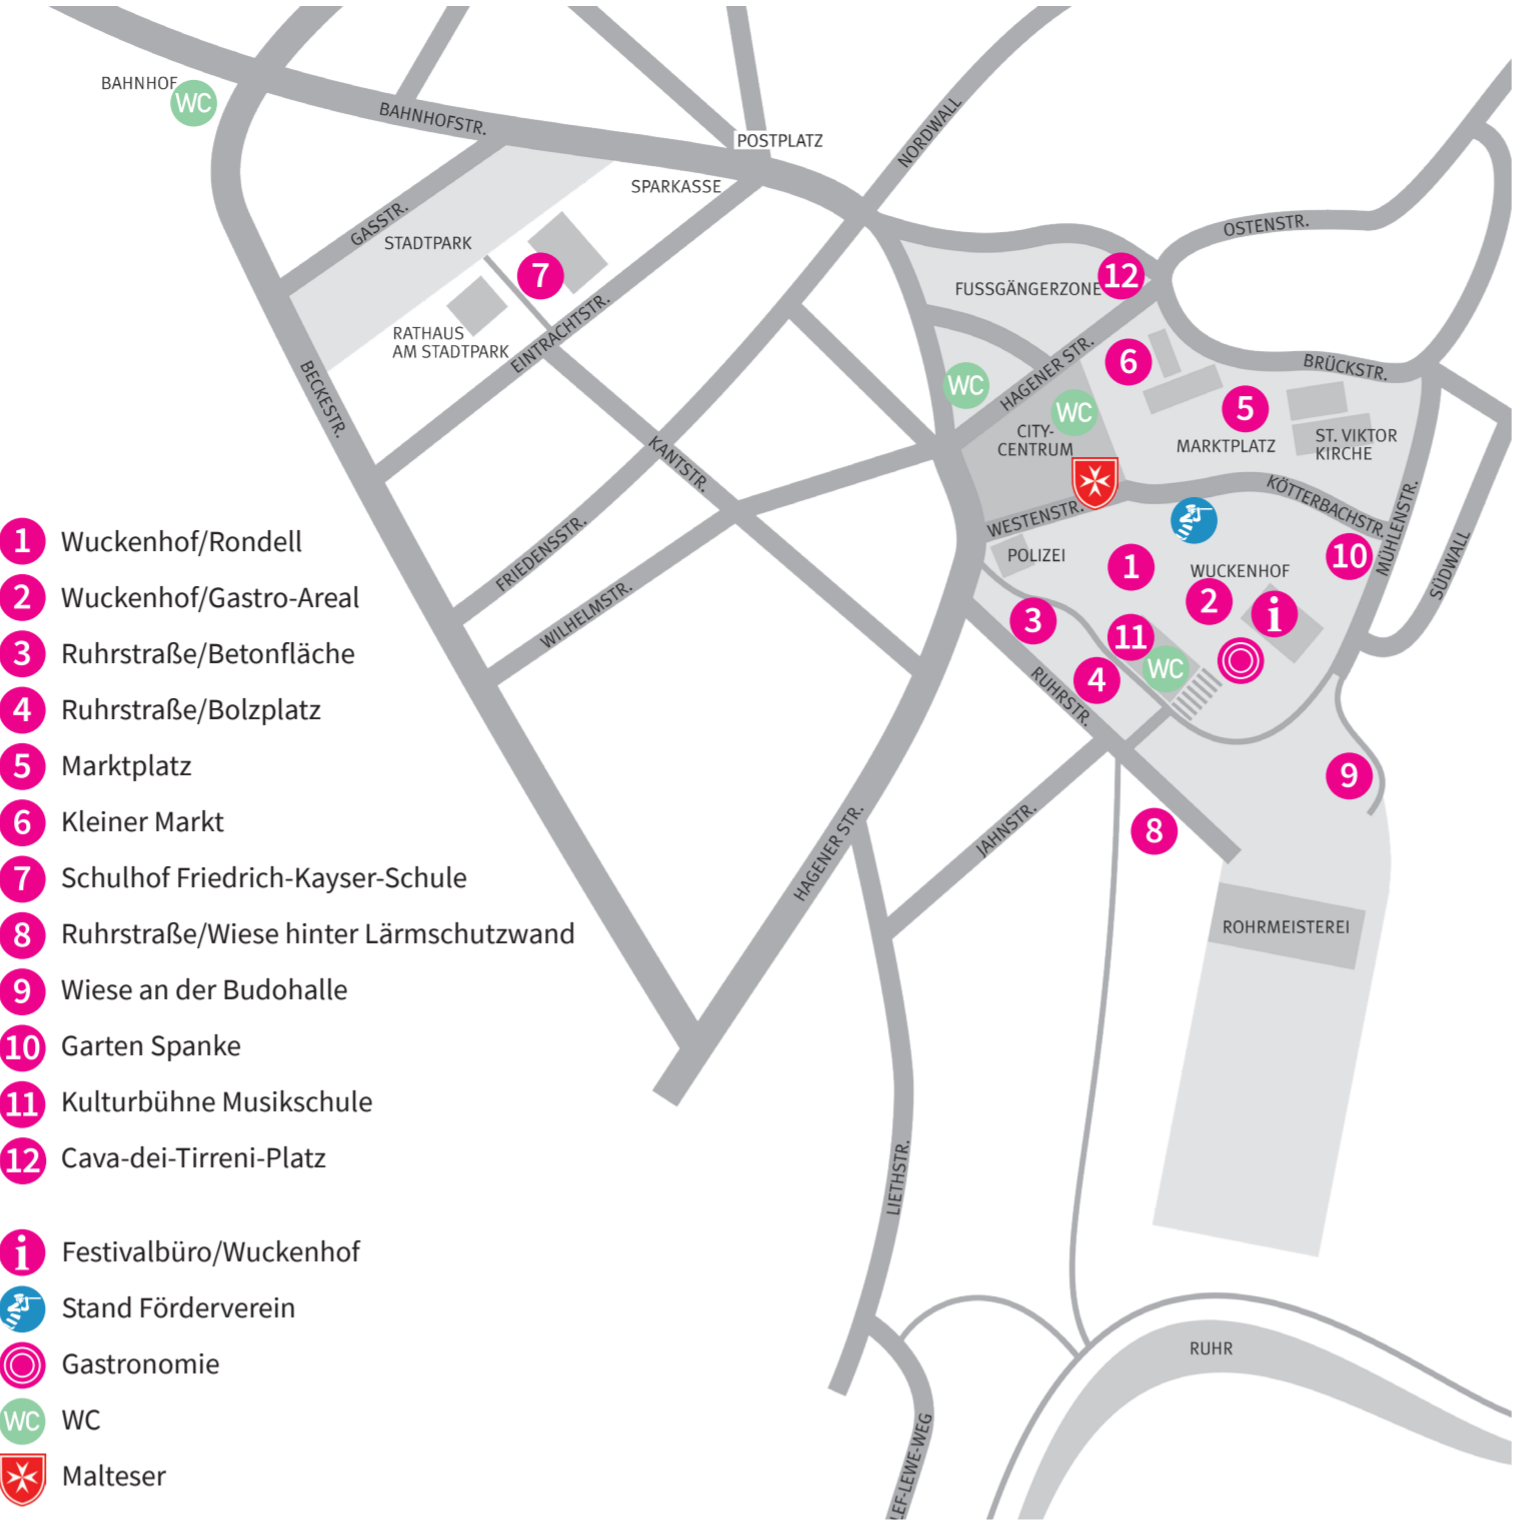 BAHNHOF
WC
BAHNHOFSTR.
POSTPLATZ
NORDWALL
SPARKASSE
GASSTR.
STADTPARK
OSTENSTR.
7
FUSSGÄNGERZONE
12
RATHAUS
AM STADTPARK
EINTRACHTSTR.
BECKESTR.
HAGENER STR.
6
BRÜCKSTR.
WC
WC
5
CITY-
CENTRUM
MARKTPLATZ
ST. VIKTOR
KIRCHE
KANTSTR.
KÖTTERBACHSTR.
WESTENSTR.
MÜHLENSTR.
SÜDWALL
POLIZEI
1
WUCKENHOF
10
2
i
FRIEDENSSTR.
WILHELMSTR.
3
11
WC
4
RUHRSTR.
9
8
JAHNSTR.
HAGENER STR.
ROHRMEISTEREI
LIETHSTR.
RUHR
LEF-LEWE-WEG
1 Wuckenhof/Rondell
2 Wuckenhof/Gastro-Areal
3 Ruhrstraße/Betonfläche
4 Ruhrstraße/Bolzplatz
5 Marktplatz
6 Kleiner Markt
7 Schulhof Friedrich-Kayser-Schule
8 Ruhrstraße/Wiese hinter Lärmschutzwand
9 Wiese an der Budohalle
10 Garten Spanke
11 Kulturbühne Musikschule
12 Cava-dei-Tirreni-Platz
i Festivalbüro/Wuckenhof
Stand Förderverein
Gastronomie
WC WC
Malteser